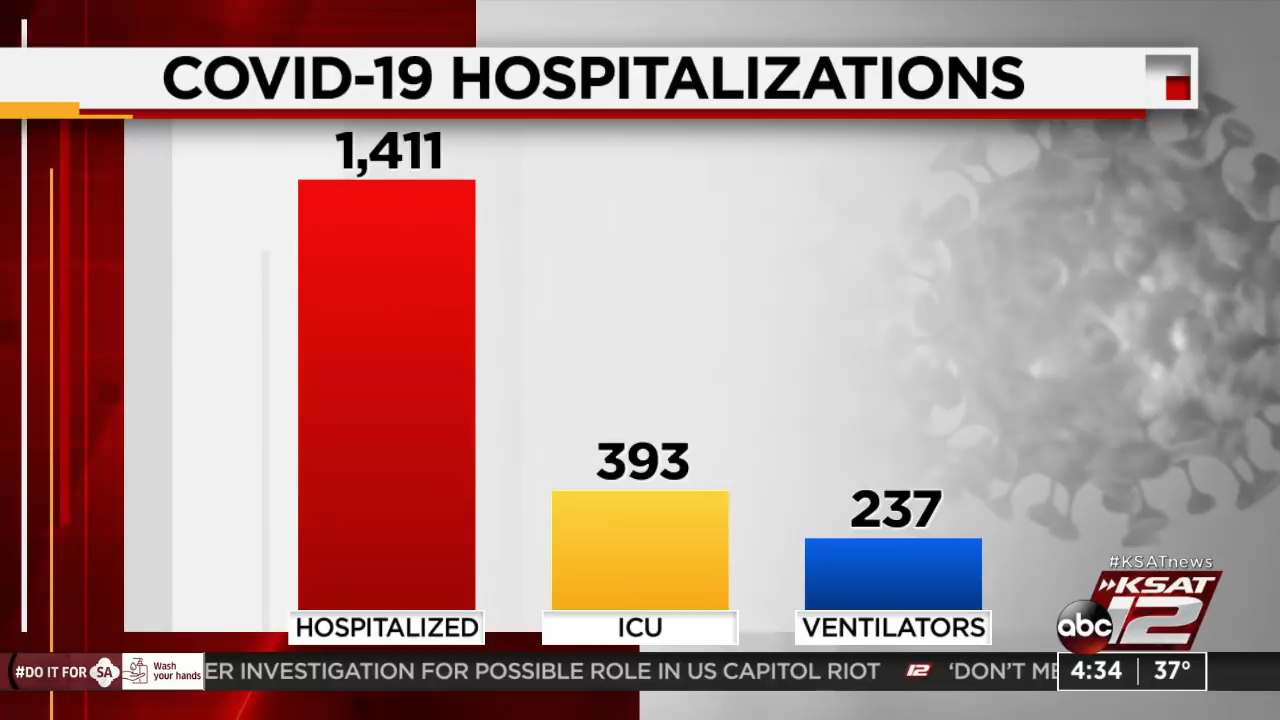 COVID-19 HOSPITALIZATIONS
1,411
393
237
HOSPITALIZED
ICU
VENTILATORS
#KSATnews
KSAT
abc
12
#DO IT FOR SA
Wash
your hands
ER INVESTIGATION FOR POSSIBLE ROLE IN US CAPITOL RIOT 12 ‘DON’T ME
4:34 37°